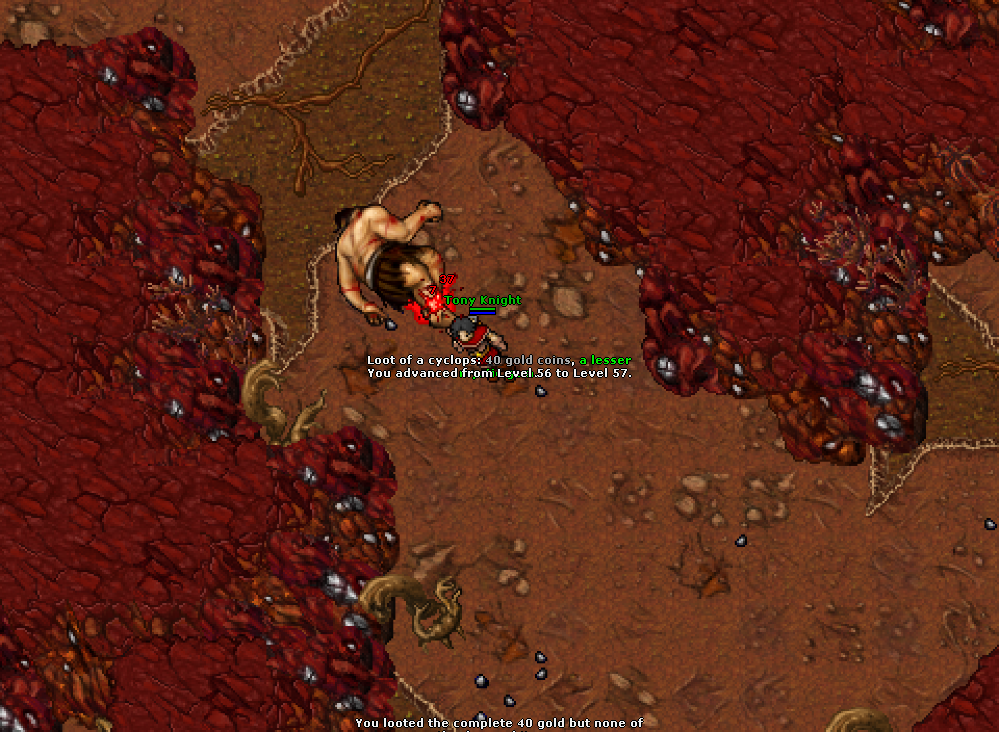 37
Tony Knight
Loot of a cyclops: 40 gold coins, a lesser
You advanced from Level 56 to Level 57.
You looted the complete 40 gold but none of